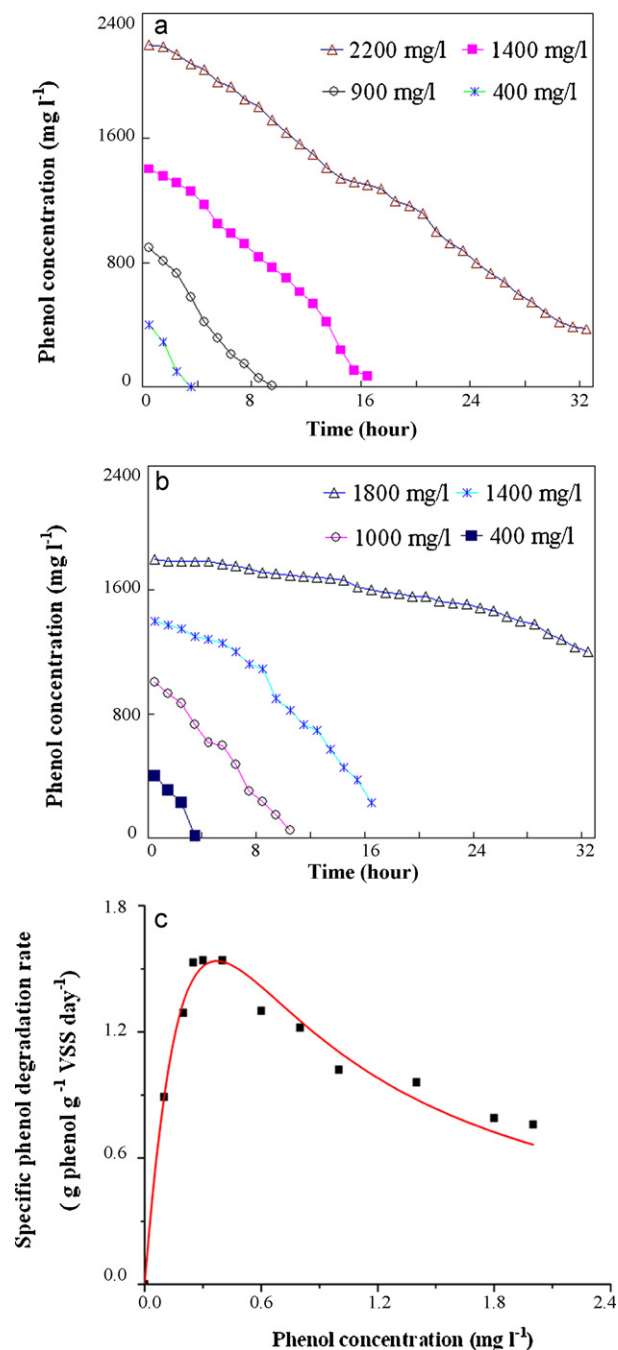 a
2400
1600
800
0
2200 mg/l
1400 mg/l
900 mg/l
400 mg/l
Phenol concentration (mg l⁻¹)
0 8 16 24 32
Time (hour)
b
2400
1600
800
0
1800 mg/l
1400 mg/l
1000 mg/l
400 mg/l
Phenol concentration (mg l⁻¹)
0 8 16 24 32
Time (hour)
c
1.8
1.2
0.6
0.0
Specific phenol degradation rate
( g phenol g⁻¹ VSS day⁻¹)
0.0 0.6 1.2 1.8 2.4
Phenol concentration (mg l⁻¹)